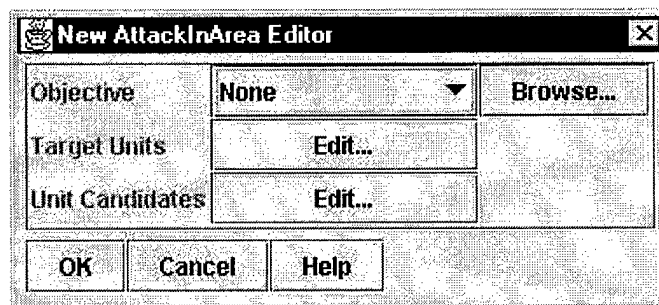 New AttackInArea Editor
Objective None Browse...
Target Units Edit...
Unit Candidates Edit...
OK Cancel Help